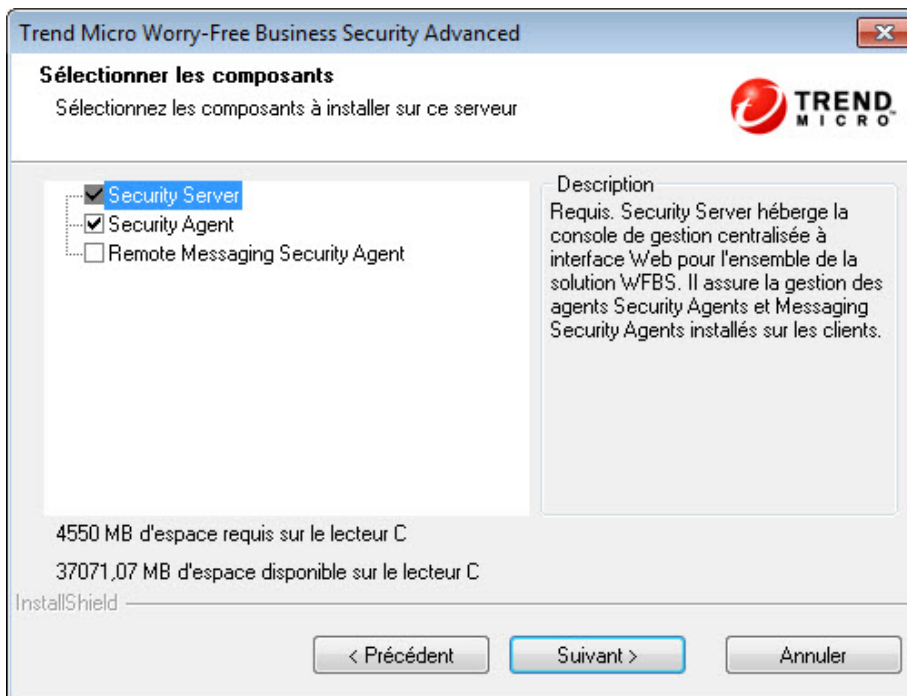 Trend Micro Worry-Free Business Security Advanced
Sélectionner les composants
Sélectionnez les composants à installer sur ce serveur
TREND
MICRO™
Security Server
Security Agent
Remote Messaging Security Agent
Description
Requis. Security Server héberge la
console de gestion centralisée à
interface Web pour l'ensemble de la
solution WFBS. Il assure la gestion des
agents Security Agents et Messaging
Security Agents installés sur les clients.
4550 MB d'espace requis sur le lecteur C
37071,07 MB d'espace disponible sur le lecteur C
InstallShield
< Précédent
Suivant >
Annuler